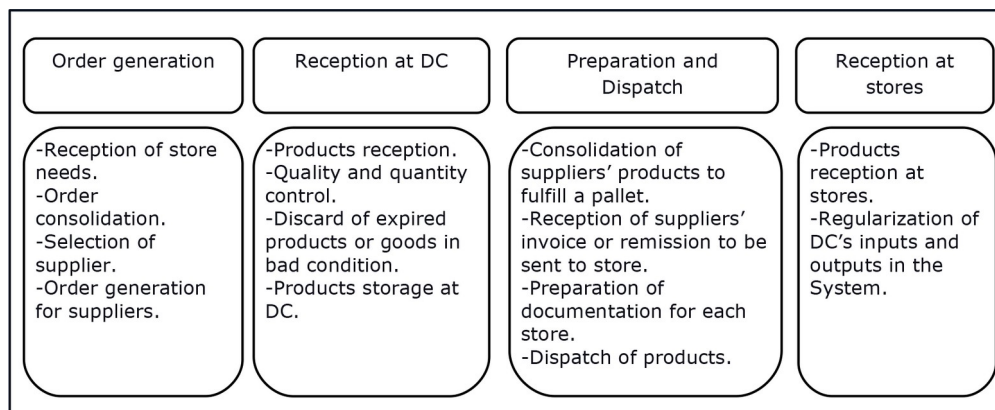 Order generation
-Reception of store
needs.
-Order
consolidation.
-Selection of
supplier.
-Order generation
for suppliers.
Reception at DC
-Products reception.
-Quality and quantity
control.
-Discard of expired
products or goods in
bad condition.
-Products storage at
DC.
Preparation and
Dispatch
-Consolidation of
suppliers’ products to
fulfill a pallet.
-Reception of suppliers’
invoice or remission to be
sent to store.
-Preparation of
documentation for each
store.
-Dispatch of products.
Reception at
stores
-Products
reception at
stores.
-Regularization of
DC’s inputs and
outputs in the
System.